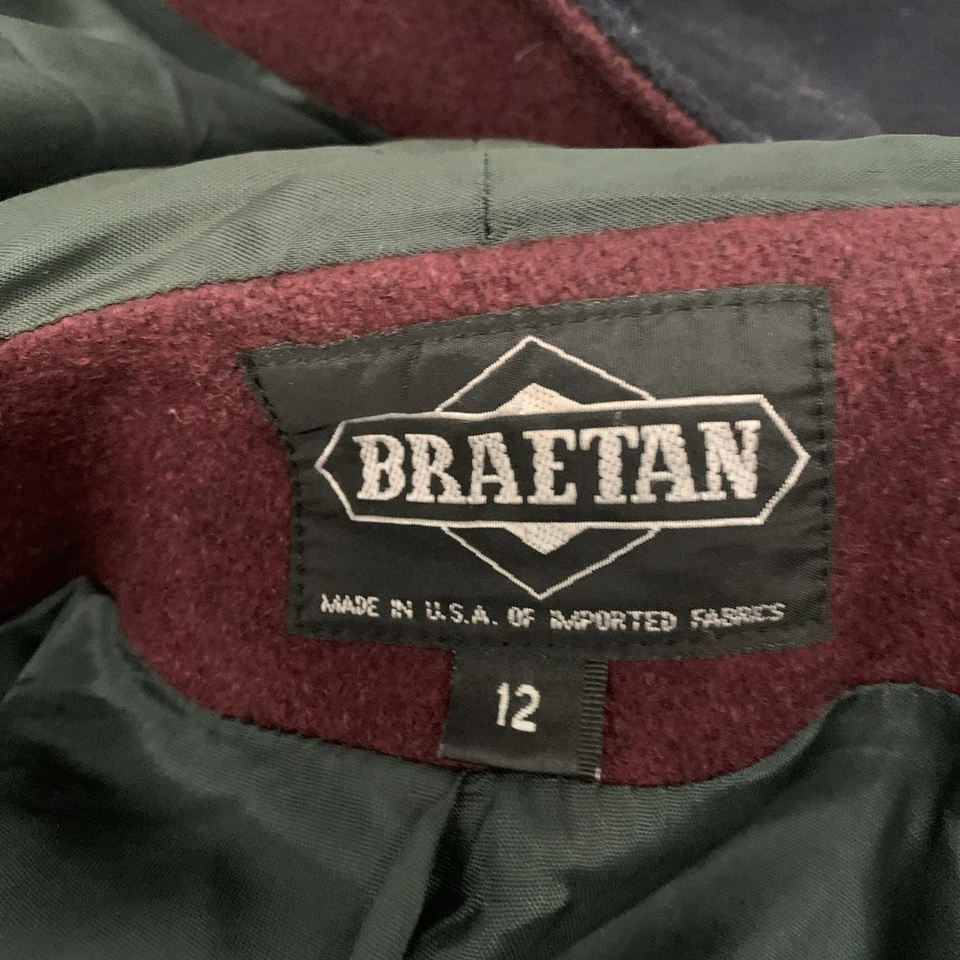 BRAETAN
MADE IN U.S.A. OF IMPORTED FABRICS
12